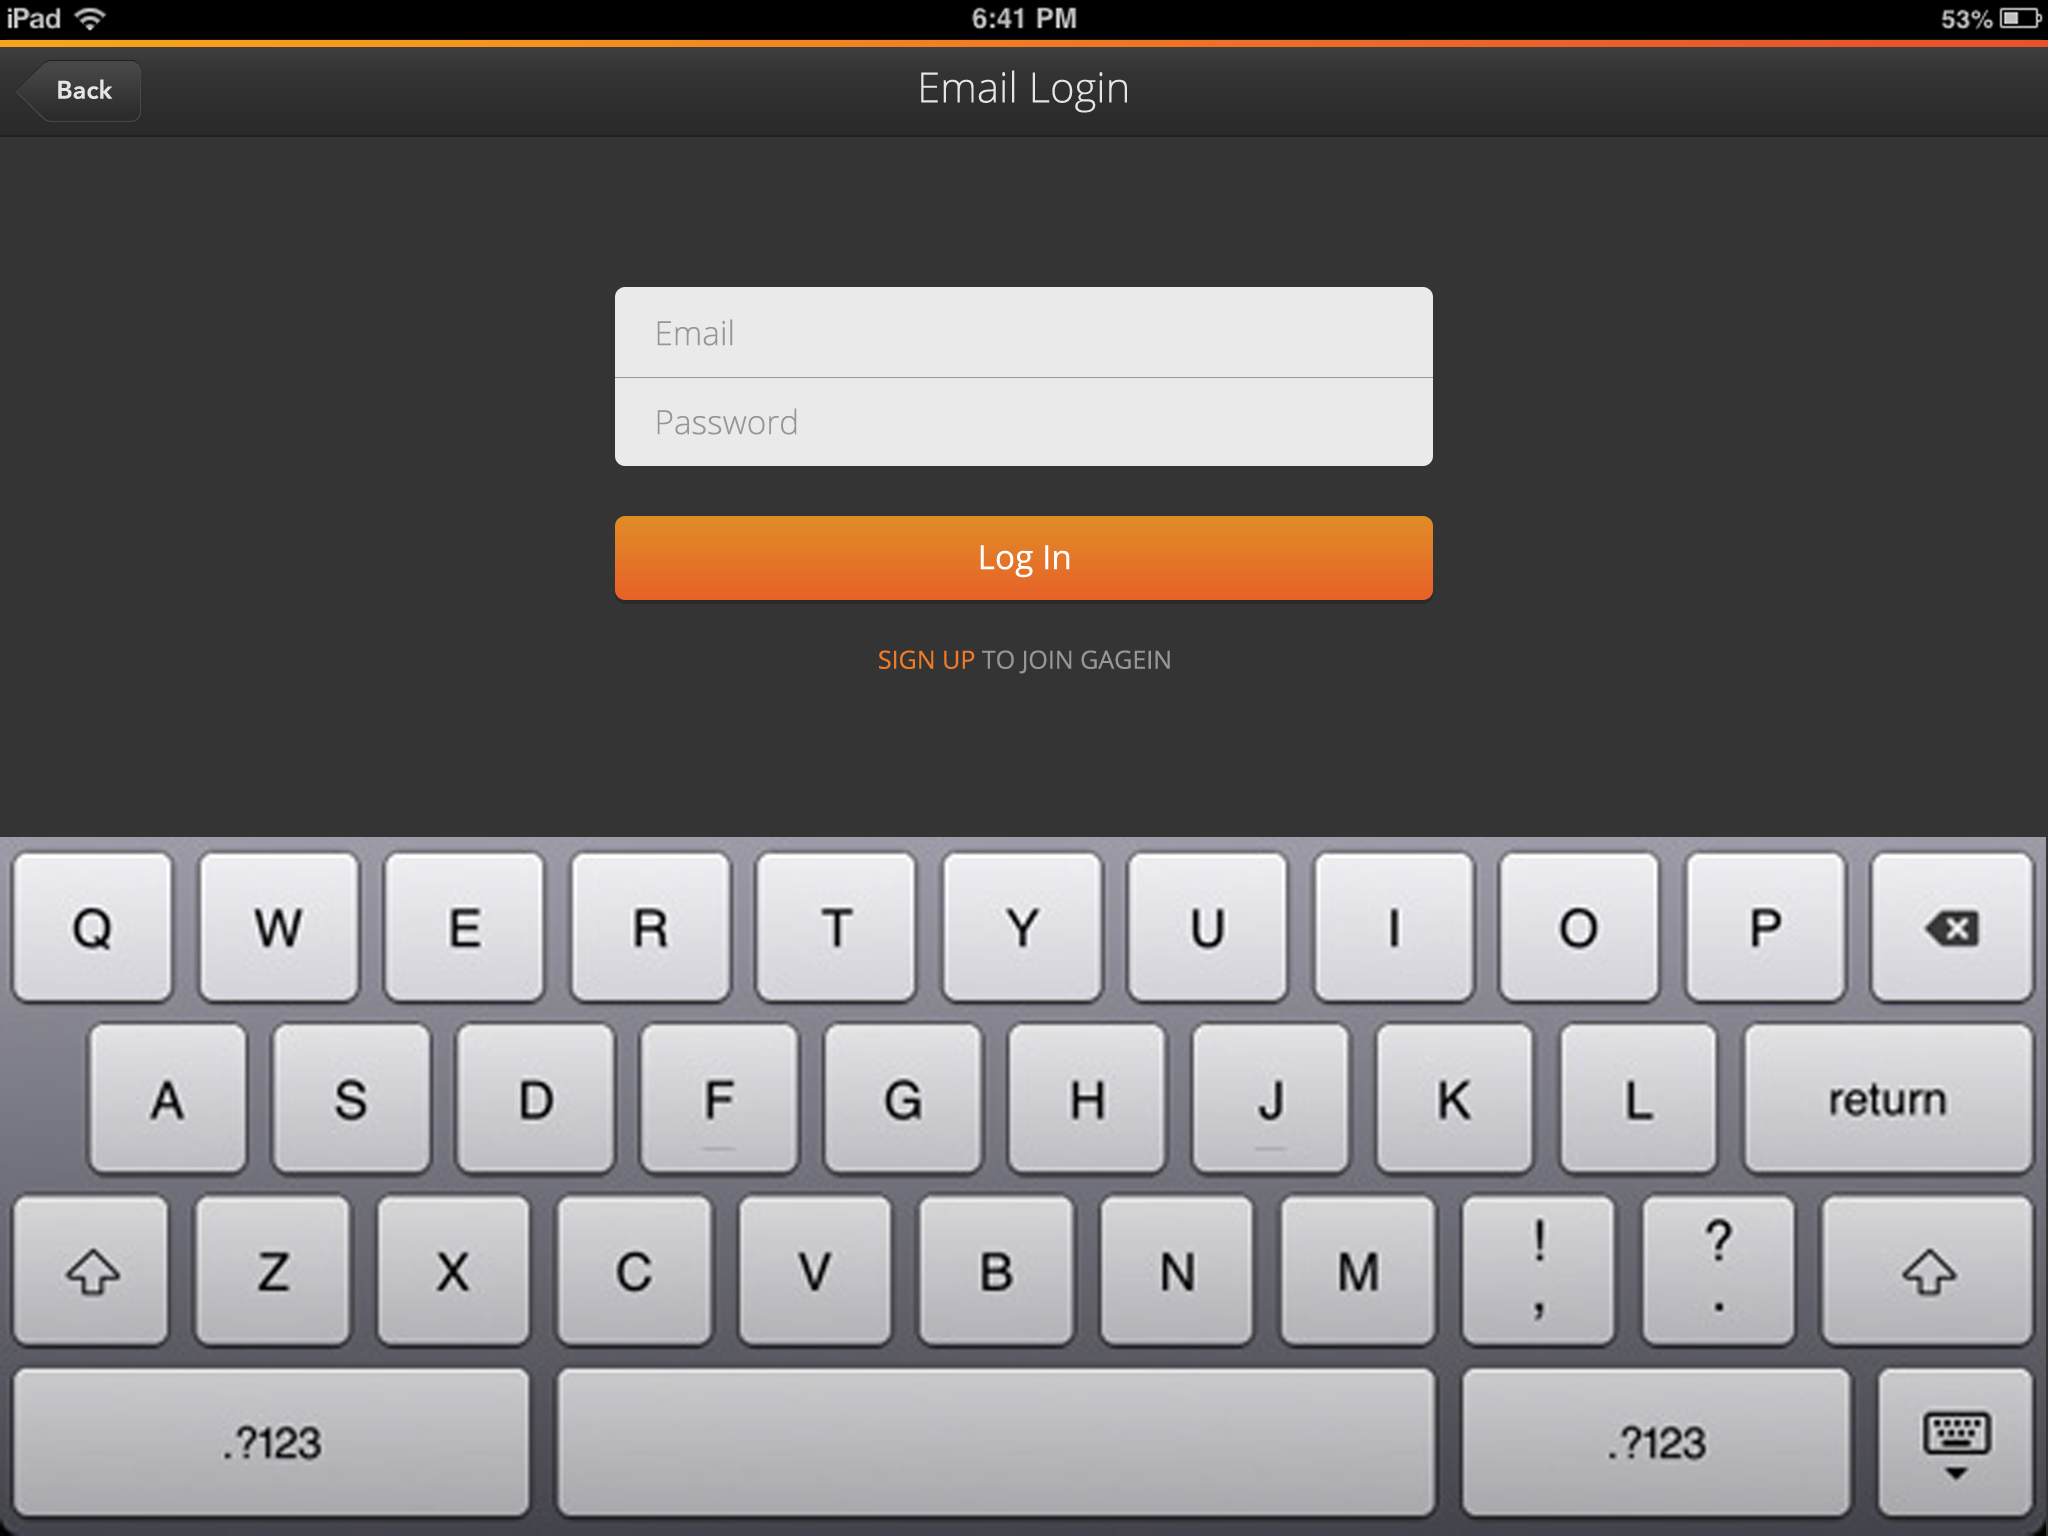 iPad 6:41 PM 53%
Back Email Login
Email
Password
Log In
SIGN UP TO JOIN GAGEIN
Q W E R T Y U I O P
A S D F G H J K L return
Z X C V B N M ! , ? .
.?123 .?123